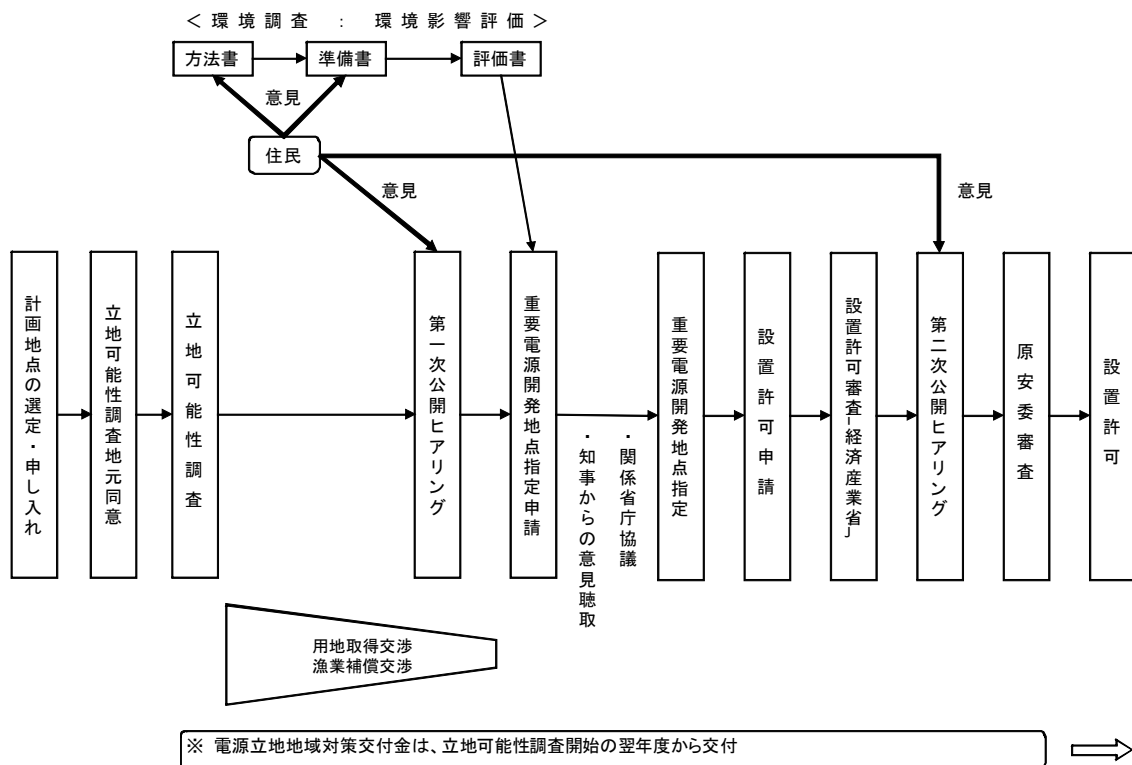 ＜環境調査 ： 環境影響評価＞
方法書
準備書
評価書
意見
住民
意見
意見
計画地点の選定・申し入れ
立地可能性調査地元同意
立地可能性調査
第一次公開ヒアリング
重要電源開発地点指定申請
・関係省庁協議
・知事からの意見聴取
重要電源開発地点指定
設置許可申請
設置許可審査「経済産業省」
第二次公開ヒアリング
原安委審査
設置許可
用地取得交渉
漁業補償交渉
※ 電源立地地域対策交付金は、立地可能性調査開始の翌年度から交付